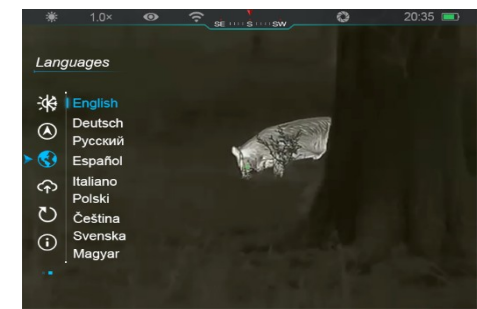 1.0×
SE S SW
20:35
Languages
English
Deutsch
Русский
Español
Italiano
Polski
Čeština
Svenska
Magyar